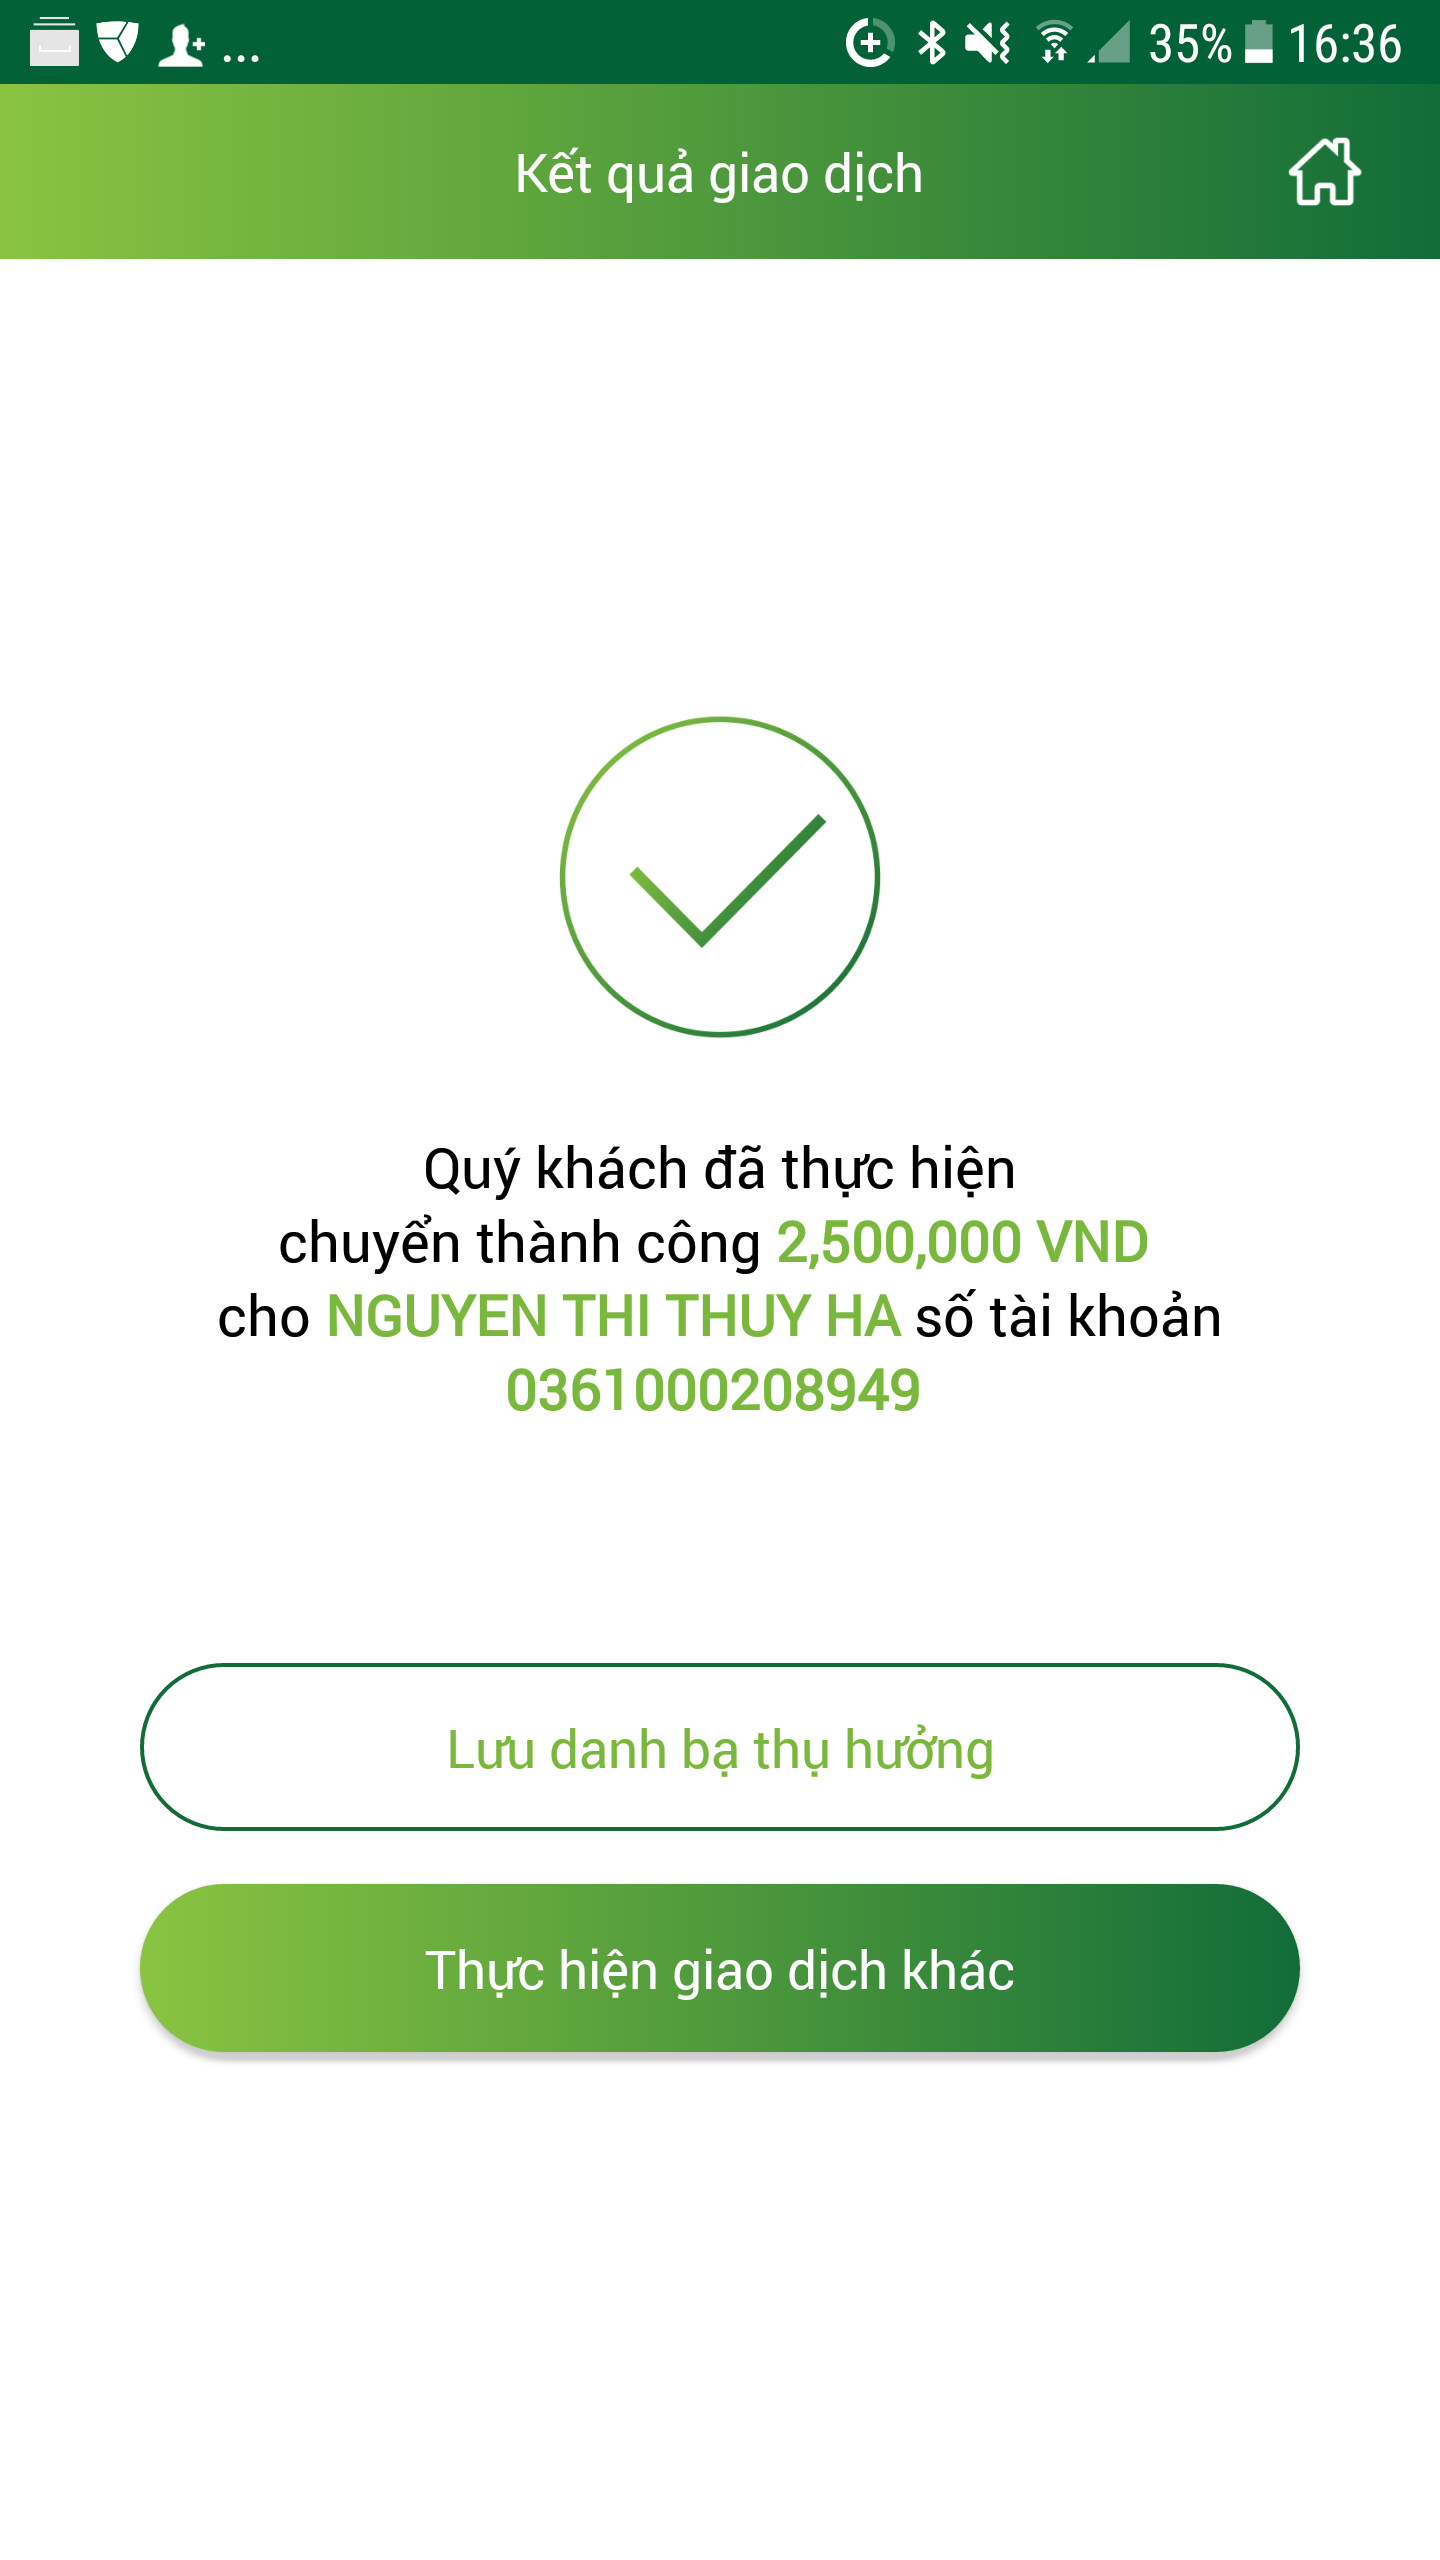 ... 35% 16:36
Kết quả giao dịch
Quý khách đã thực hiện
chuyển thành công 2,500,000 VND
cho NGUYEN THI THUY HA số tài khoản
0361000208949
Lưu danh bạ thụ hưởng
Thực hiện giao dịch khác